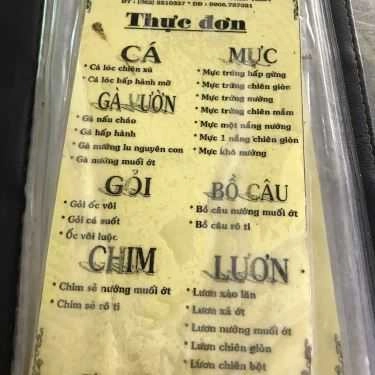 Thực đơn
CÁ
* Cá lóc chiên xù
* Cá lóc hấp hành mỡ
GÀ VƯỜN
* Gà nấu cháo
* Gà hấp hành
* Gà nướng lu nguyên con
* Gà nướng muối ớt
GỎI
* Gỏi ốc vôi
* Gỏi cá suốt
* Ốc vôi luộc
CHIM
* Chim sẻ nướng muối ớt
* Chim sẻ rô ti
MỰC
* Mực trứng hấp gừng
* Mực trứng chiên giòn
* Mực trứng nướng
* Mực trứng chiên mắm
* Mực một nắng nướng
* Mực 1 nắng chiên giòn
* Mực khô nướng
BỒ CÂU
* Bồ câu nướng muối ớt
* Bồ câu rô ti
LƯƠN
* Lươn xào lăn
* Lươn xả ớt
* Lươn nướng muối ớt
* Lươn chiên giòn
* Lươn chiên bột